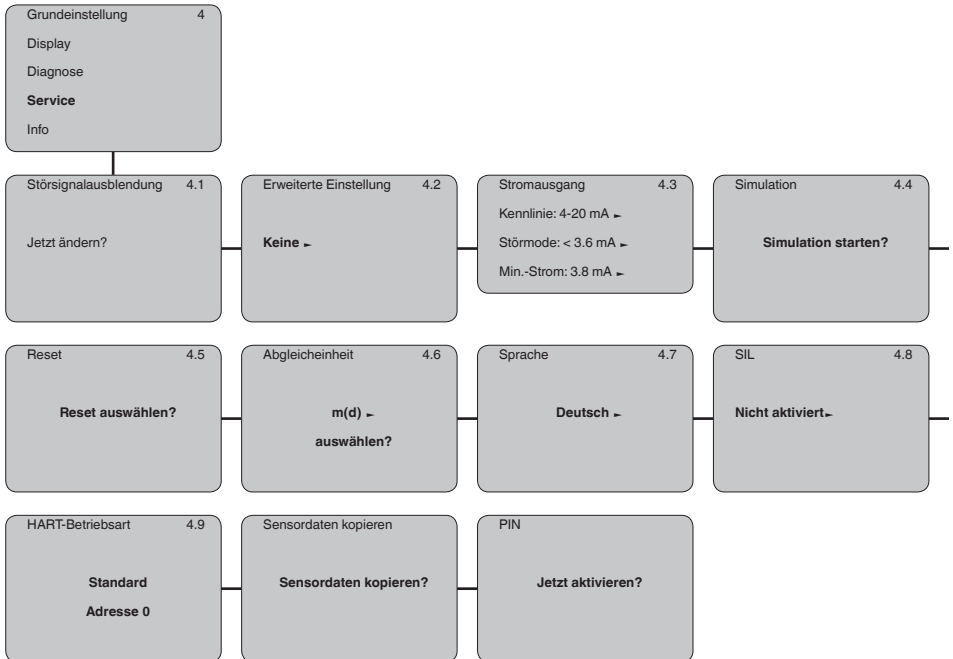 Grundeinstellung 4
Display
Diagnose
Service
Info
Störsignalausblendung 4.1
Jetzt ändern?
Erweiterte Einstellung 4.2
Keine ►
Stromausgang 4.3
Kennlinie: 4-20 mA ►
Störmode: < 3.6 mA ►
Min.-Strom: 3.8 mA ►
Simulation 4.4
Simulation starten?
Reset 4.5
Reset auswählen?
Abgleicheinheit 4.6
m(d) ►
auswählen?
Sprache 4.7
Deutsch ►
SIL 4.8
Nicht aktiviert ►
HART-Betriebsart 4.9
Standard
Adresse 0
Sensordaten kopieren
Sensordaten kopieren?
PIN
Jetzt aktivieren?